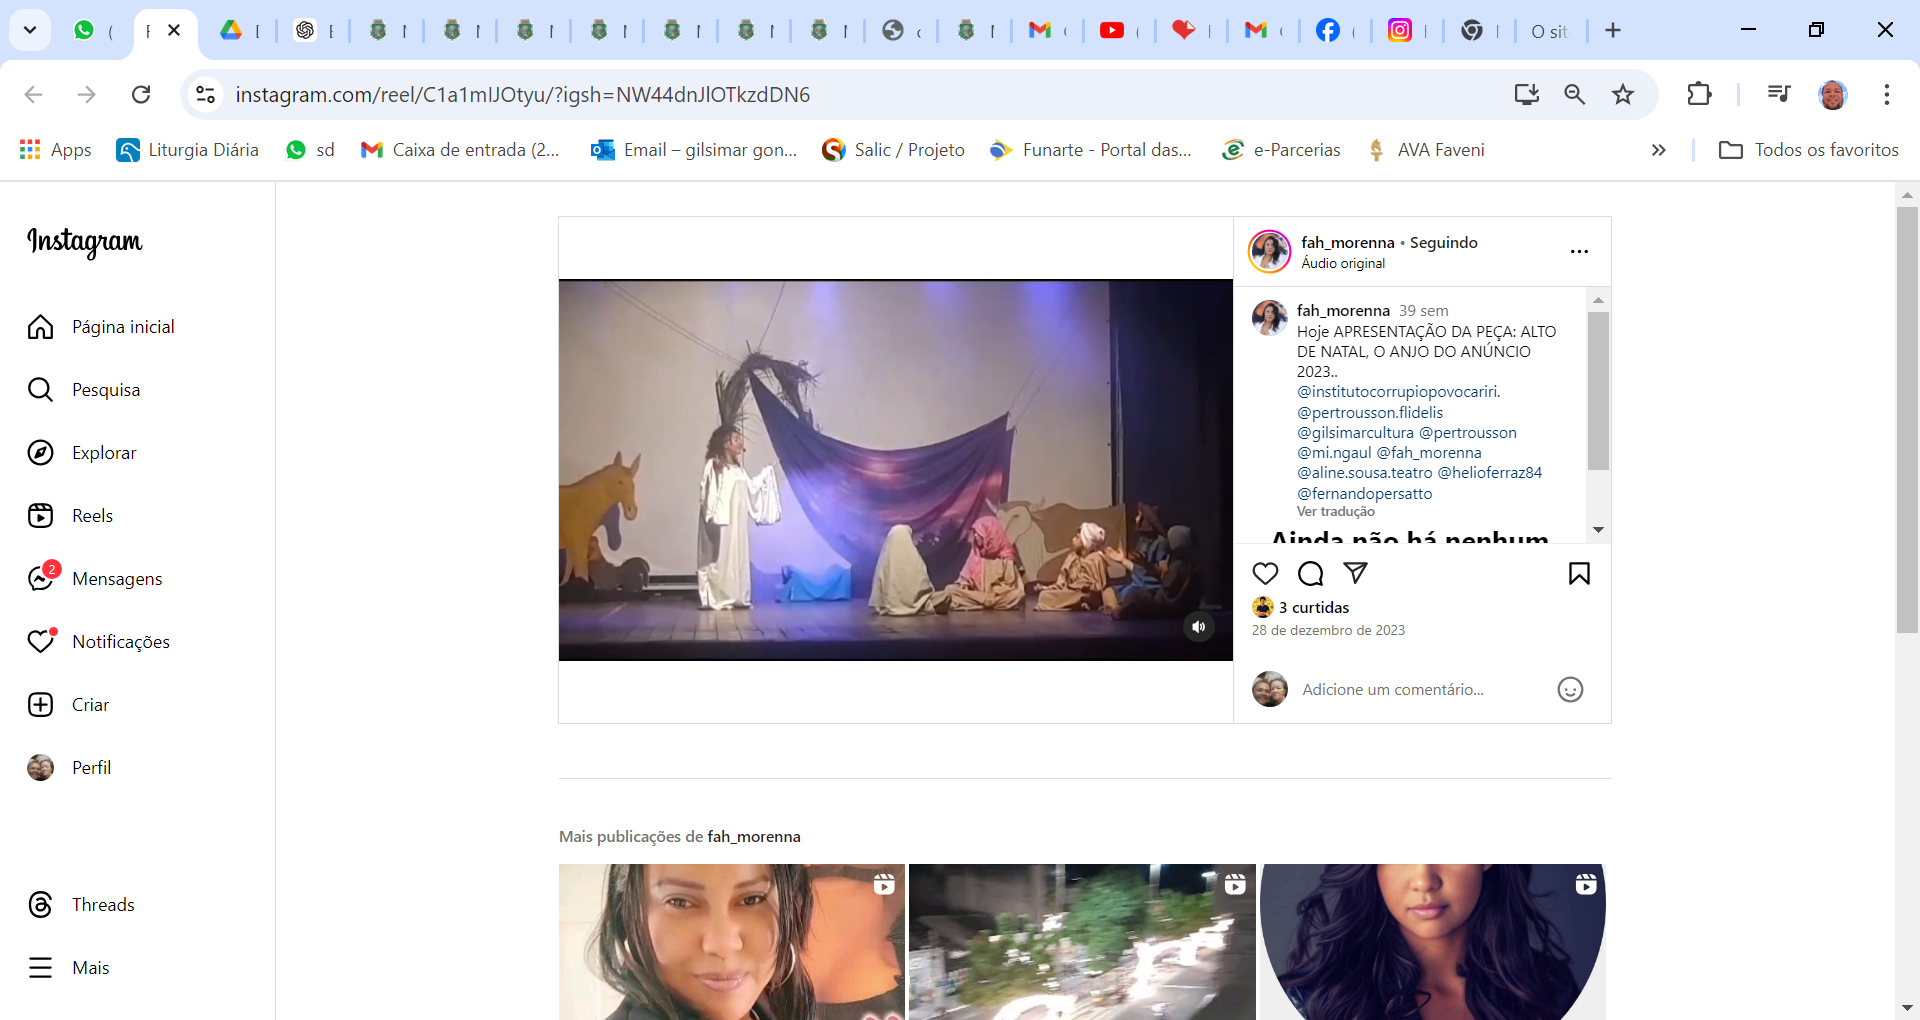 instagram.com/reel/C1a1mlJOtyu/?igsh=NW44dnJlOTkzdDN6
Apps
Liturgia Diária
sd
Caixa de entrada (2...
Email – gilsimar gon...
Salic / Projeto
Funarte - Portal das...
e-Parcerias
AVA Faveni
Todos os favoritos
O sit
Instagram
Página inicial
Pesquisa
Explorar
Reels
2
Mensagens
Notificações
Criar
Perfil
Threads
Mais
fah_morenna • Seguindo
Áudio original
fah_morenna 39 sem
Hoje APRESENTAÇÃO DA PEÇA: ALTO
DE NATAL, O ANJO DO ANÚNCIO
2023..
@institutocorrupiopovocariri.
@pertrousson.flidelis
@gilsimarcultura @pertrousson
@mi.ngaul @fah_morenna
@aline.sousa.teatro @helioferraz84
@fernandopersatto
Ver tradução
Ainda não há nenhum
3 curtidas
28 de dezembro de 2023
Adicione um comentário...
Mais publicações de fah_morenna